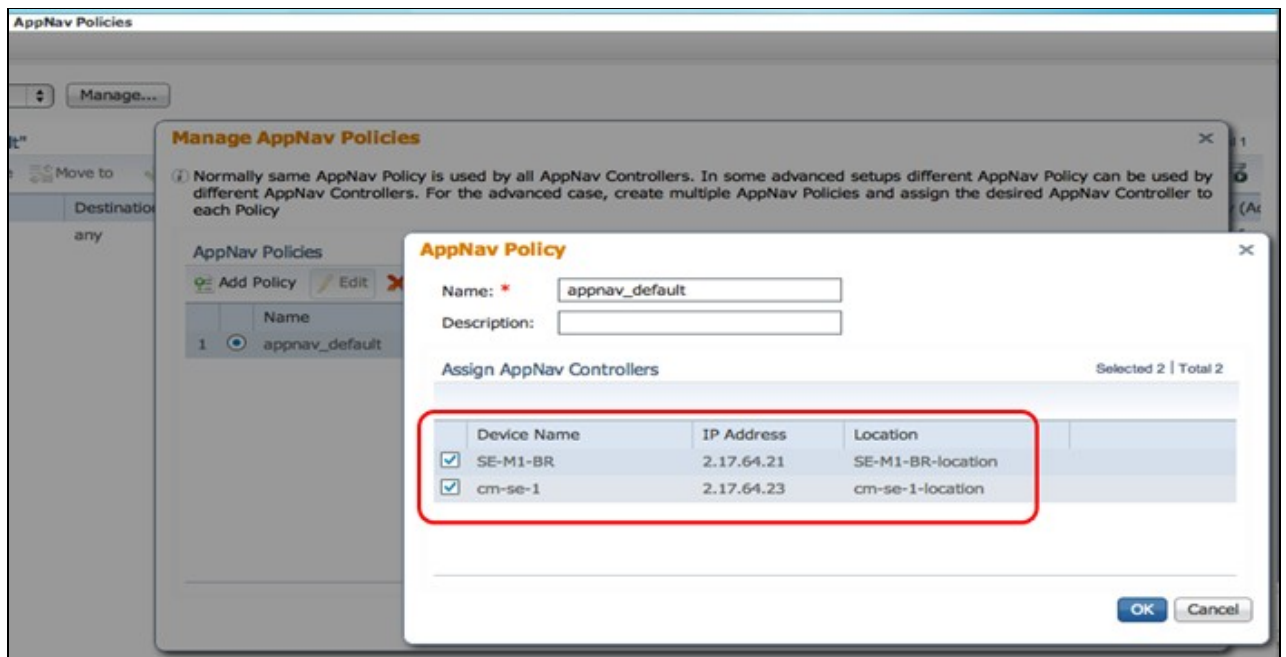 AppNav Policies
Manage...
Manage AppNav Policies
Move to
Normally same AppNav Policy is used by all AppNav Controllers. In some advanced setups different AppNav Policy can be used by
different AppNav Controllers. For the advanced case, create multiple AppNav Policies and assign the desired AppNav Controller to
each Policy
Destination
any
AppNav Policies
Add Policy Edit
Name
1 appnav_default
AppNav Policy
Name: * appnav_default
Description:
Assign AppNav Controllers Selected 2 | Total 2
Device Name IP Address Location
SE-M1-BR 2.17.64.21 SE-M1-BR-location
cm-se-1 2.17.64.23 cm-se-1-location
OK Cancel